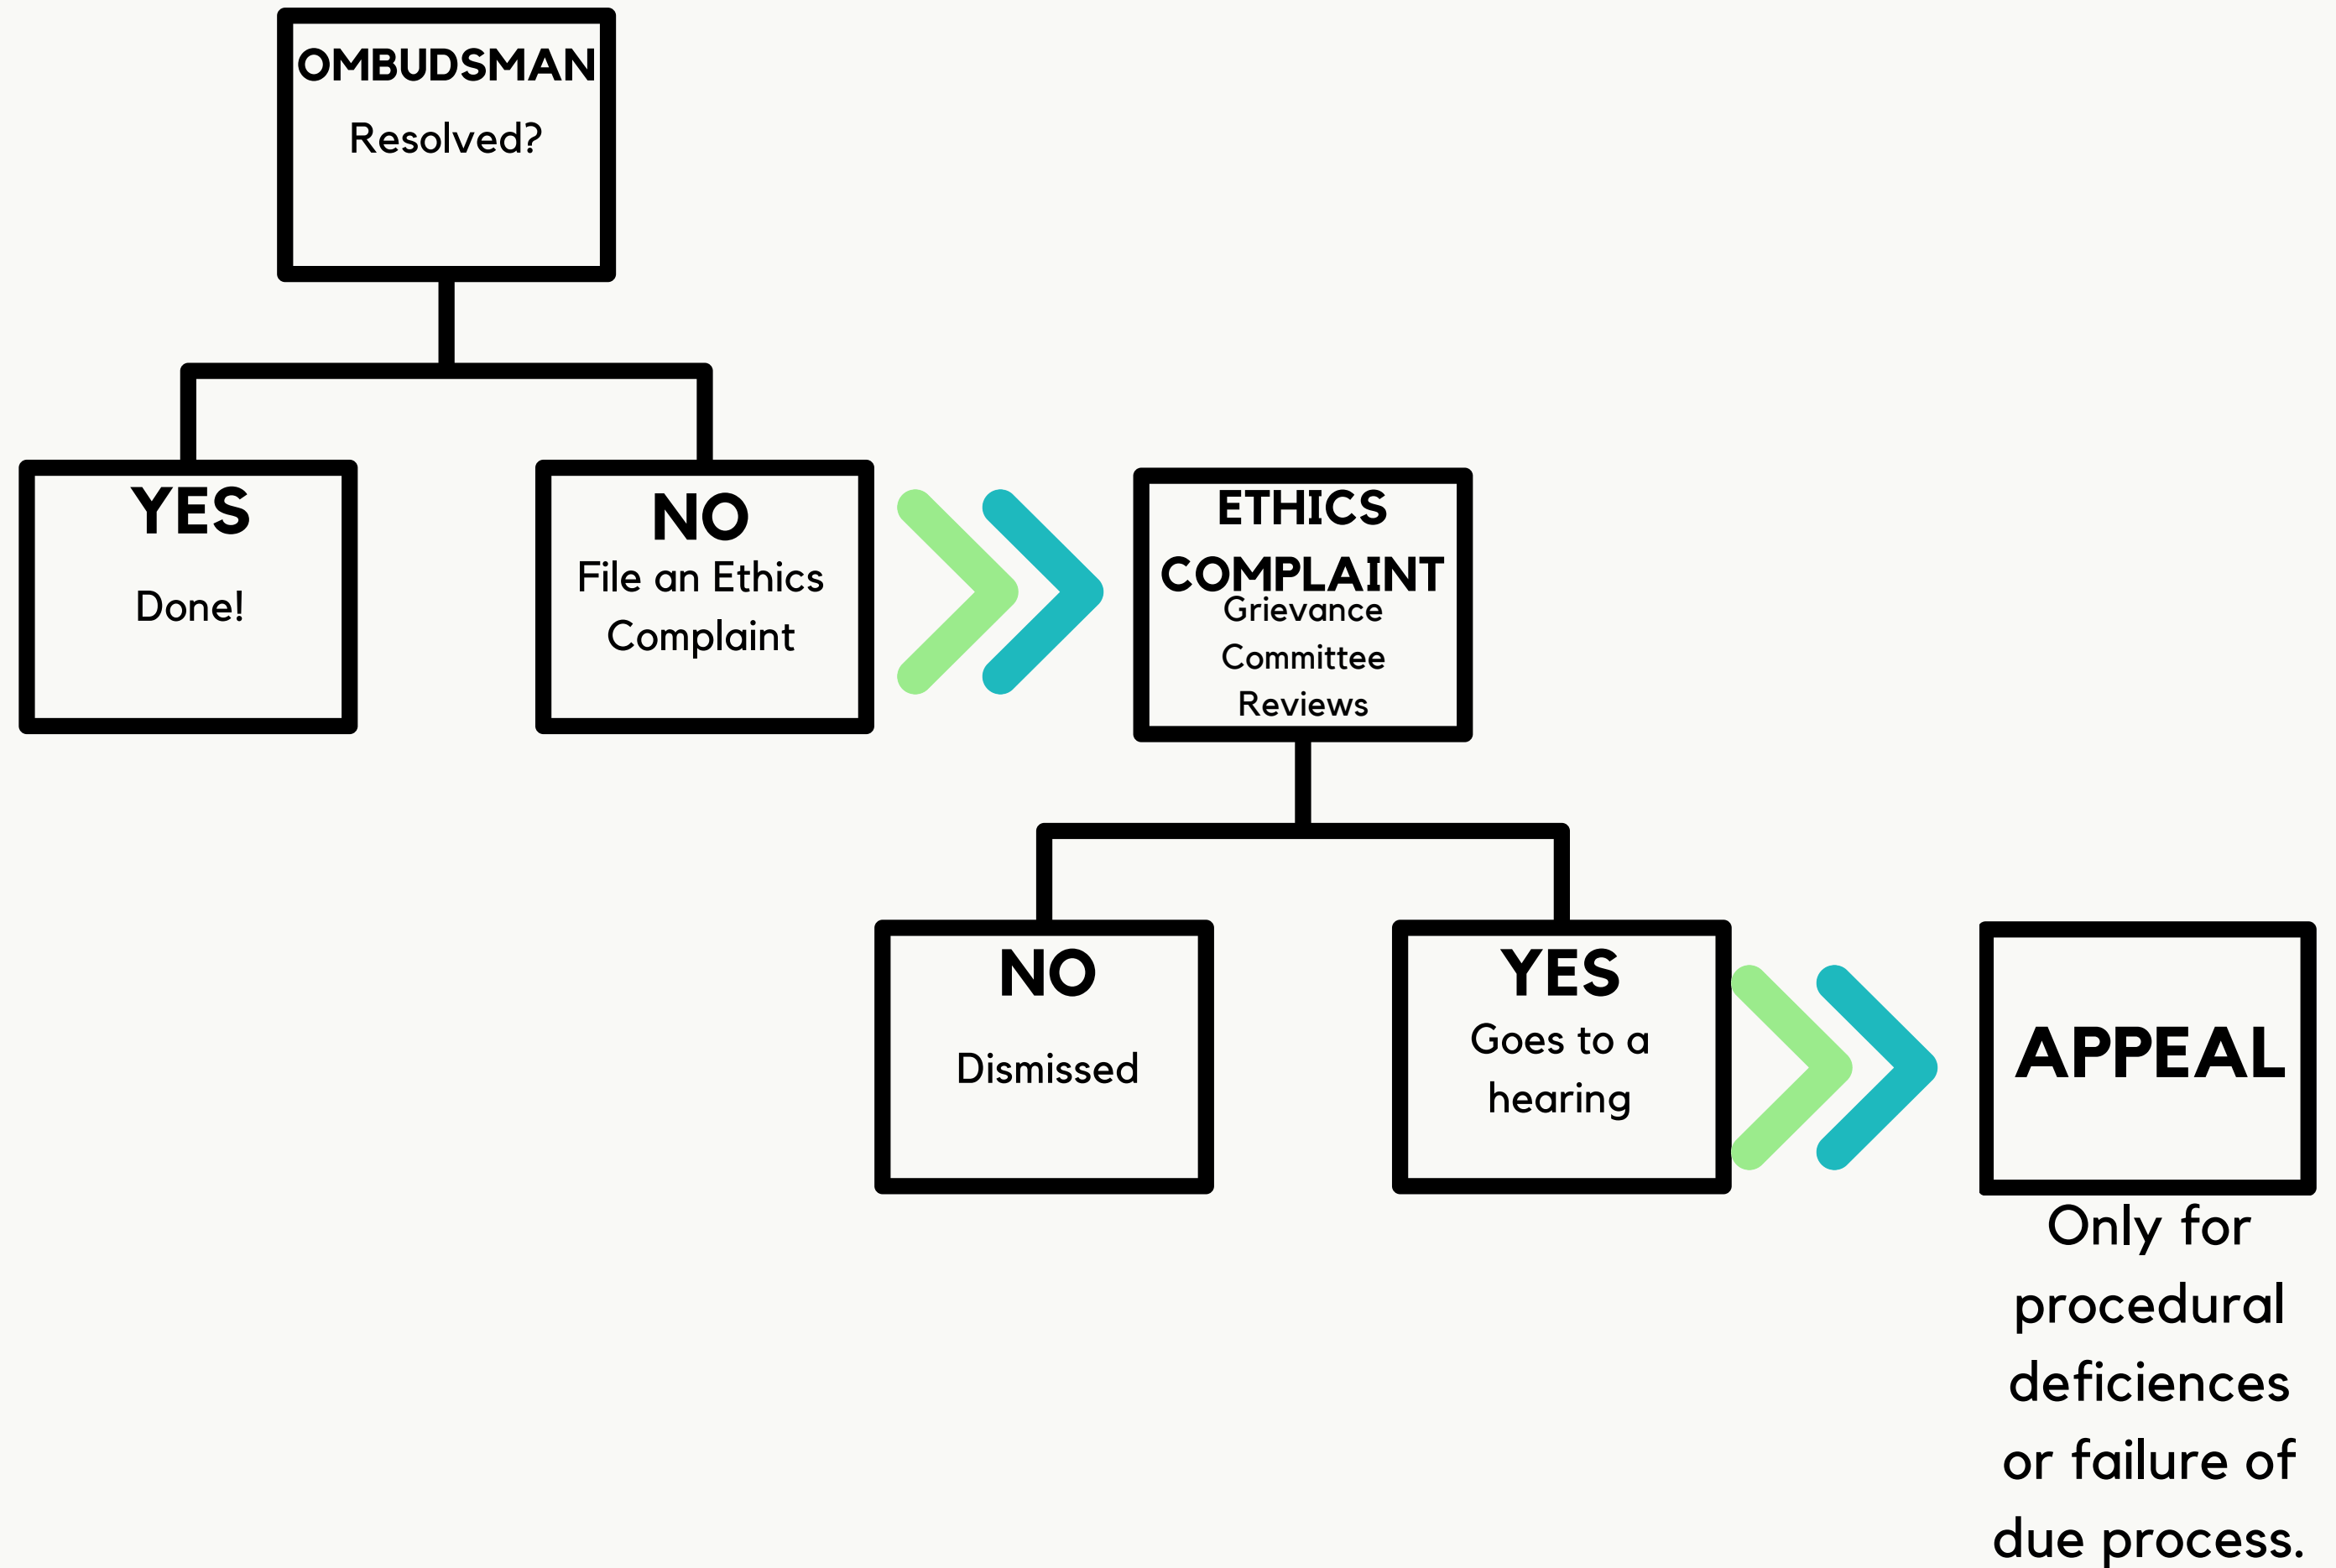 OMBUDSMAN
Resolved?
YES
Done!
NO
File an Ethics
Complaint
ETHICS
COMPLAINT
Grievance
Committee
Reviews
NO
Dismissed
YES
Goes to a
hearing
APPEAL
Only for
procedural
deficiences
or failure of
due process.